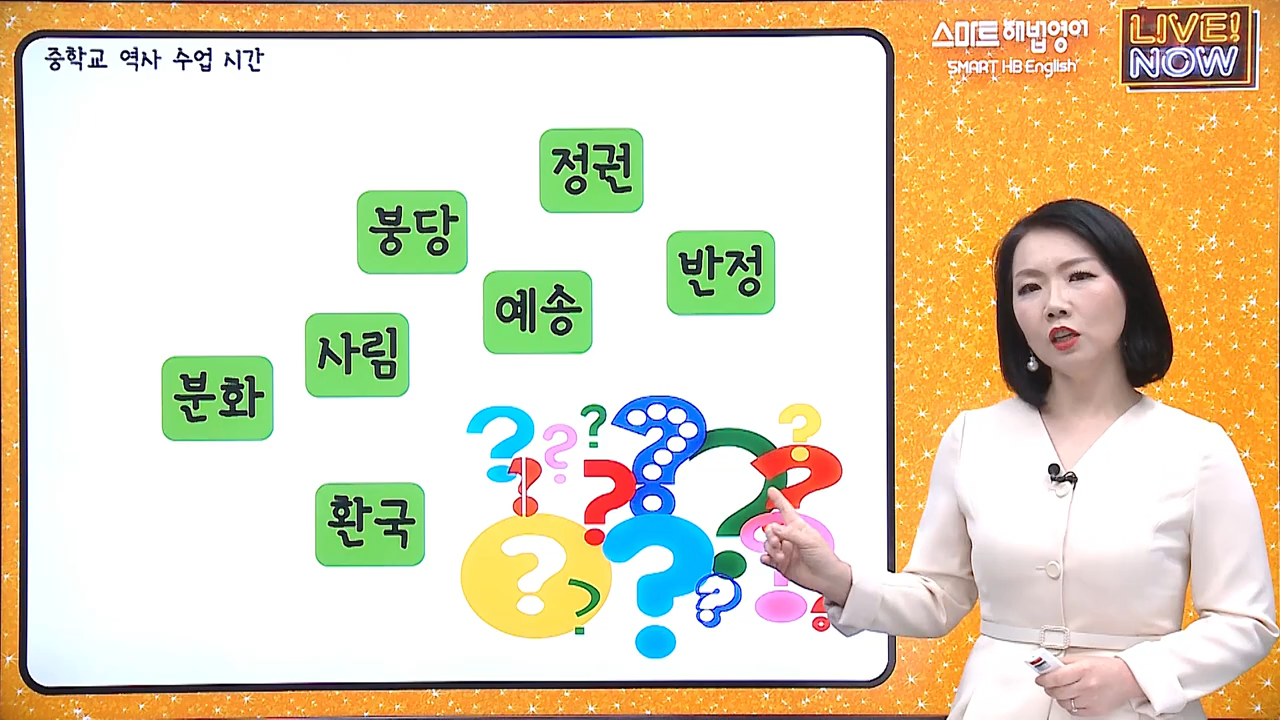 중학교 역사 수업 시간
스마트 해법영어
SMART HB English
LIVE!
NOW
정권
붕당
반정
예송
사림
분화
환국
? ? ? ? ? ?
? ?
? ? ? ?
?